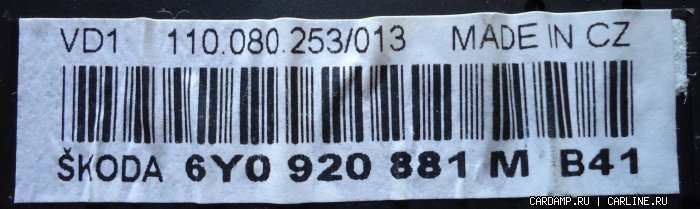 VD1 110.080.253/013 MADE IN CZ
ŠKODA 6Y0 920 881 M B41
CARDAMP.RU | CARLINE.RU